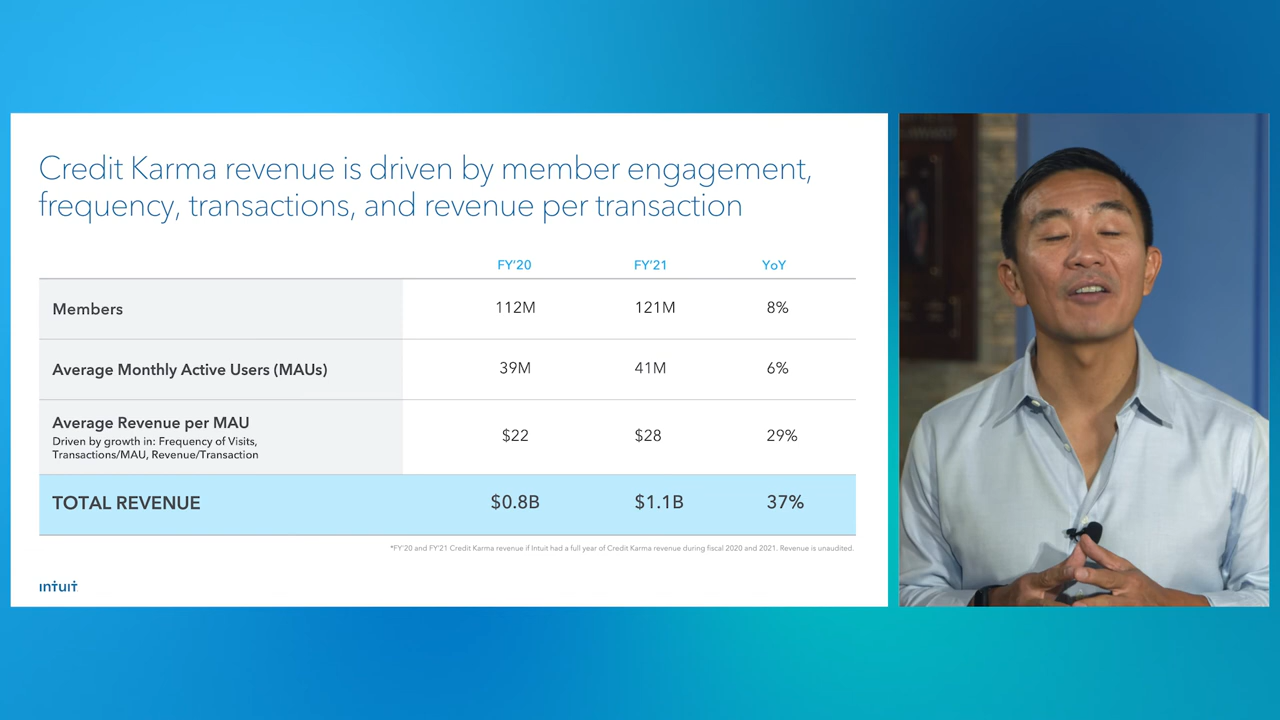 Credit Karma revenue is driven by member engagement,
frequency, transactions, and revenue per transaction
FY'20 FY'21 YoY
Members 112M 121M 8%
Average Monthly Active Users (MAUs) 39M 41M 6%
Average Revenue per MAU $22 $28 29%
Driven by growth in: Frequency of Visits,
Transactions/MAU, Revenue/Transaction
TOTAL REVENUE $0.8B $1.1B 37%
*FY'20 and FY'21 Credit Karma revenue if Intuit had a full year of Credit Karma revenue during fiscal 2020 and 2021. Revenue is unaudited.
intuit